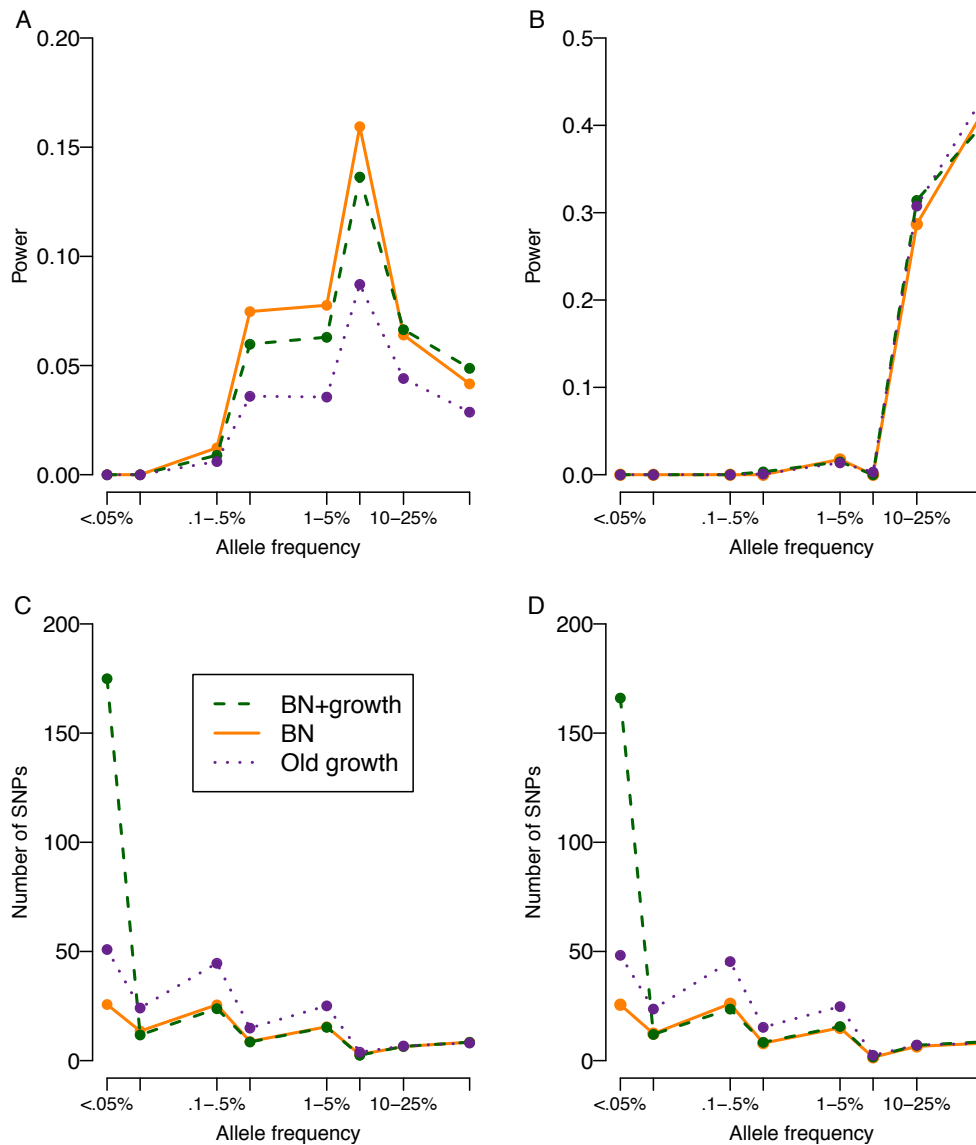 A
0.20
0.15
0.10
0.05
0.00
Power
<.05%
.1−.5%
1−5%
10−25%
Allele frequency
B
0.5
0.4
0.3
0.2
0.1
0.0
Power
<.05%
.1−.5%
1−5%
10−25%
Allele frequency
C
200
150
100
50
0
Number of SNPs
BN+growth
BN
Old growth
<.05%
.1−.5%
1−5%
10−25%
Allele frequency
D
200
150
100
50
0
Number of SNPs
<.05%
.1−.5%
1−5%
10−25%
Allele frequency